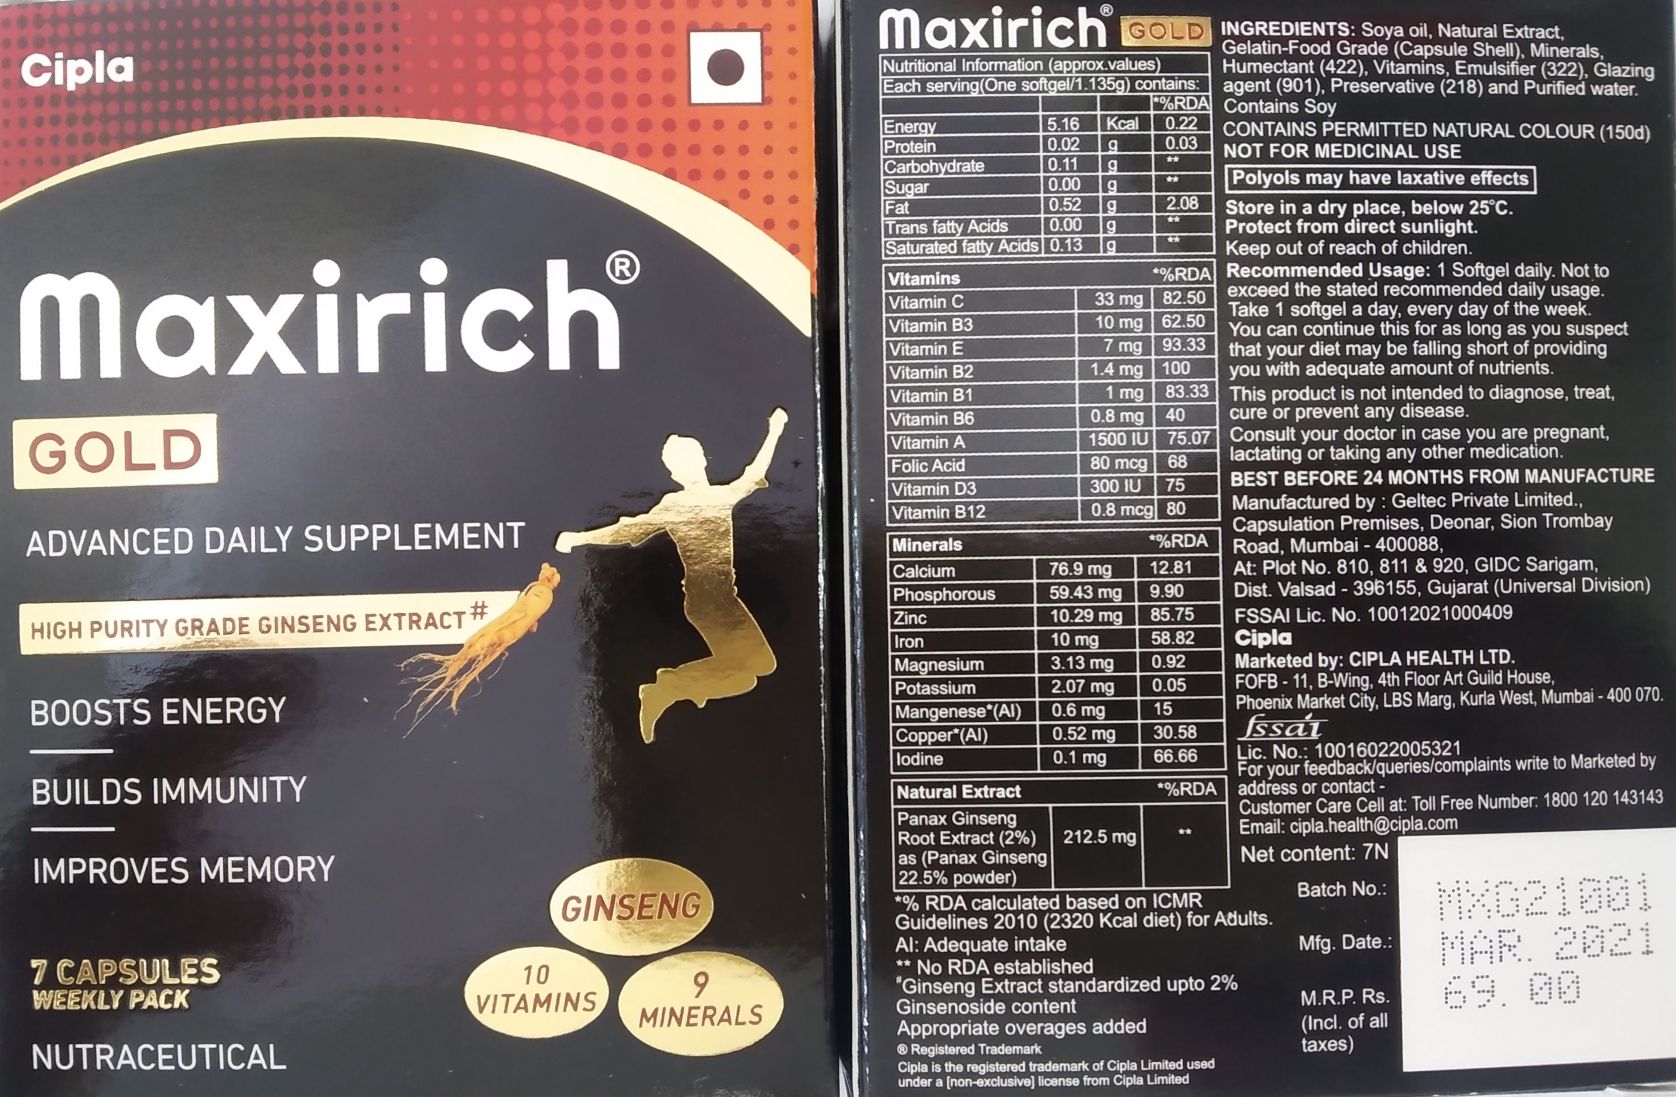 Cipla
Maxirich®
GOLD
ADVANCED DAILY SUPPLEMENT
HIGH PURITY GRADE GINSENG EXTRACT#
BOOSTS ENERGY
BUILDS IMMUNITY
IMPROVES MEMORY
GINSENG
10
VITAMINS
9
MINERALS
7 CAPSULES
WEEKLY PACK
NUTRACEUTICAL
Maxirich® GOLD
Nutritional Information (approx.values)
Each serving(One softgel/1.135g) contains:
*%RDA
Energy 5.16 Kcal 0.22
Protein 0.02 g 0.03
Carbohydrate 0.11 g **
Sugar 0.00 g **
Fat 0.52 g 2.08
Trans fatty Acids 0.00 g **
Saturated fatty Acids 0.13 g **
Vitamins *%RDA
Vitamin C 33 mg 82.50
Vitamin B3 10 mg 62.50
Vitamin E 7 mg 93.33
Vitamin B2 1.4 mg 100
Vitamin B1 1 mg 83.33
Vitamin B6 0.8 mg 40
Vitamin A 1500 IU 75.07
Folic Acid 80 mcg 68
Vitamin D3 300 IU 75
Vitamin B12 0.8 mcg 80
Minerals *%RDA
Calcium 76.9 mg 12.81
Phosphorous 59.43 mg 9.90
Zinc 10.29 mg 85.75
Iron 10 mg 58.82
Magnesium 3.13 mg 0.92
Potassium 2.07 mg 0.05
Mangenese*(AI) 0.6 mg 15
Copper*(AI) 0.52 mg 30.58
Iodine 0.1 mg 66.66
Natural Extract *%RDA
Panax Ginseng
Root Extract (2%) 212.5 mg **
as (Panax Ginseng
22.5% powder)
*% RDA calculated based on ICMR
Guidelines 2010 (2320 Kcal diet) for Adults.
AI: Adequate intake
** No RDA established
#Ginseng Extract standardized upto 2%
Ginsenoside content
Appropriate overages added
® Registered Trademark
Cipla is the registered trademark of Cipla Limited used
under a [non-exclusive] license from Cipla Limited
INGREDIENTS: Soya oil, Natural Extract,
Gelatin-Food Grade (Capsule Shell), Minerals,
Humectant (422), Vitamins, Emulsifier (322), Glazing
agent (901), Preservative (218) and Purified water.
Contains Soy
CONTAINS PERMITTED NATURAL COLOUR (150d)
NOT FOR MEDICINAL USE
Polyols may have laxative effects
Store in a dry place, below 25°C.
Protect from direct sunlight.
Keep out of reach of children.
Recommended Usage: 1 Softgel daily. Not to
exceed the stated recommended daily usage.
Take 1 softgel a day, every day of the week.
You can continue this for as long as you suspect
that your diet may be falling short of providing
you with adequate amount of nutrients.
This product is not intended to diagnose, treat,
cure or prevent any disease.
Consult your doctor in case you are pregnant,
lactating or taking any other medication.
BEST BEFORE 24 MONTHS FROM MANUFACTURE
Manufactured by : Geltec Private Limited.,
Capsulation Premises, Deonar, Sion Trombay
Road, Mumbai - 400088,
At: Plot No. 810, 811 & 920, GIDC Sarigam,
Dist. Valsad - 396155, Gujarat (Universal Division)
FSSAI Lic. No. 10012021000409
Cipla
Marketed by: CIPLA HEALTH LTD.
FOFB - 11, B-Wing, 4th Floor Art Guild House,
Phoenix Market City, LBS Marg, Kurla West, Mumbai - 400 070.
fssai
Lic. No.: 10016022005321
For your feedback/queries/complaints write to Marketed by
address or contact -
Customer Care Cell at: Toll Free Number: 1800 120 143143
Email: cipla.health@cipla.com
Net content: 7N
Batch No.: MXG21001
Mfg. Date.: MAR. 2021
M.R.P. Rs. 69.00
(Incl. of all
taxes)